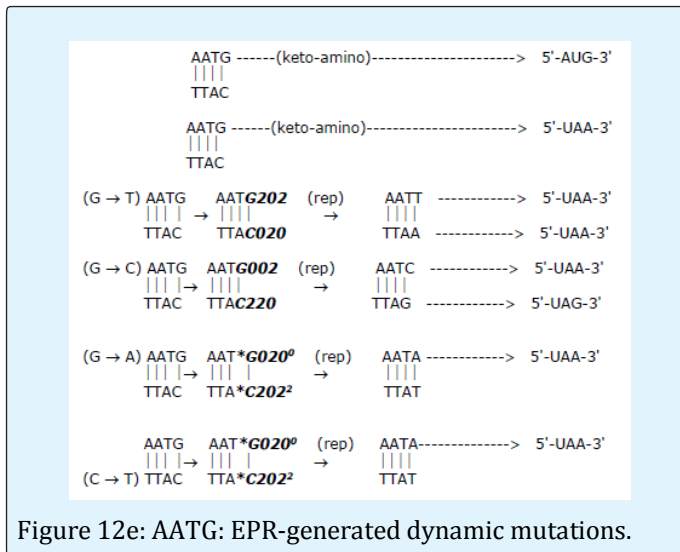 AATG ------(keto-amino)----------------------> 5'-AUG-3'
||||
TTAC
AATG ------(keto-amino)-----------------------> 5'-UAA-3'
||||
TTAC
(G → T) AATG AATG202 (rep) AATT ------------> 5'-UAA-3'
|||| → |||| → ||||
TTAC TTAC020 TTAA ------------> 5'-UAA-3'
(G → C) AATG AATG002 (rep) AATC ------------> 5'-UAA-3'
||||→ |||| → ||||
TTAC TTAC220 TTAG ------------> 5'-UAG-3'
(G → A) AATG AAT*G020⁰ (rep) AATA ------------> 5'-UAA-3'
||||→ ||| | → ||||
TTAC TTA*C202² TTAT
AATG AAT*G020⁰ (rep) AATA--------------> 5'-UAA-3'
||||→ ||| | → ||||
(C → T) TTAC TTA*C202² TTAT
Figure 12e: AATG: EPR-generated dynamic mutations.